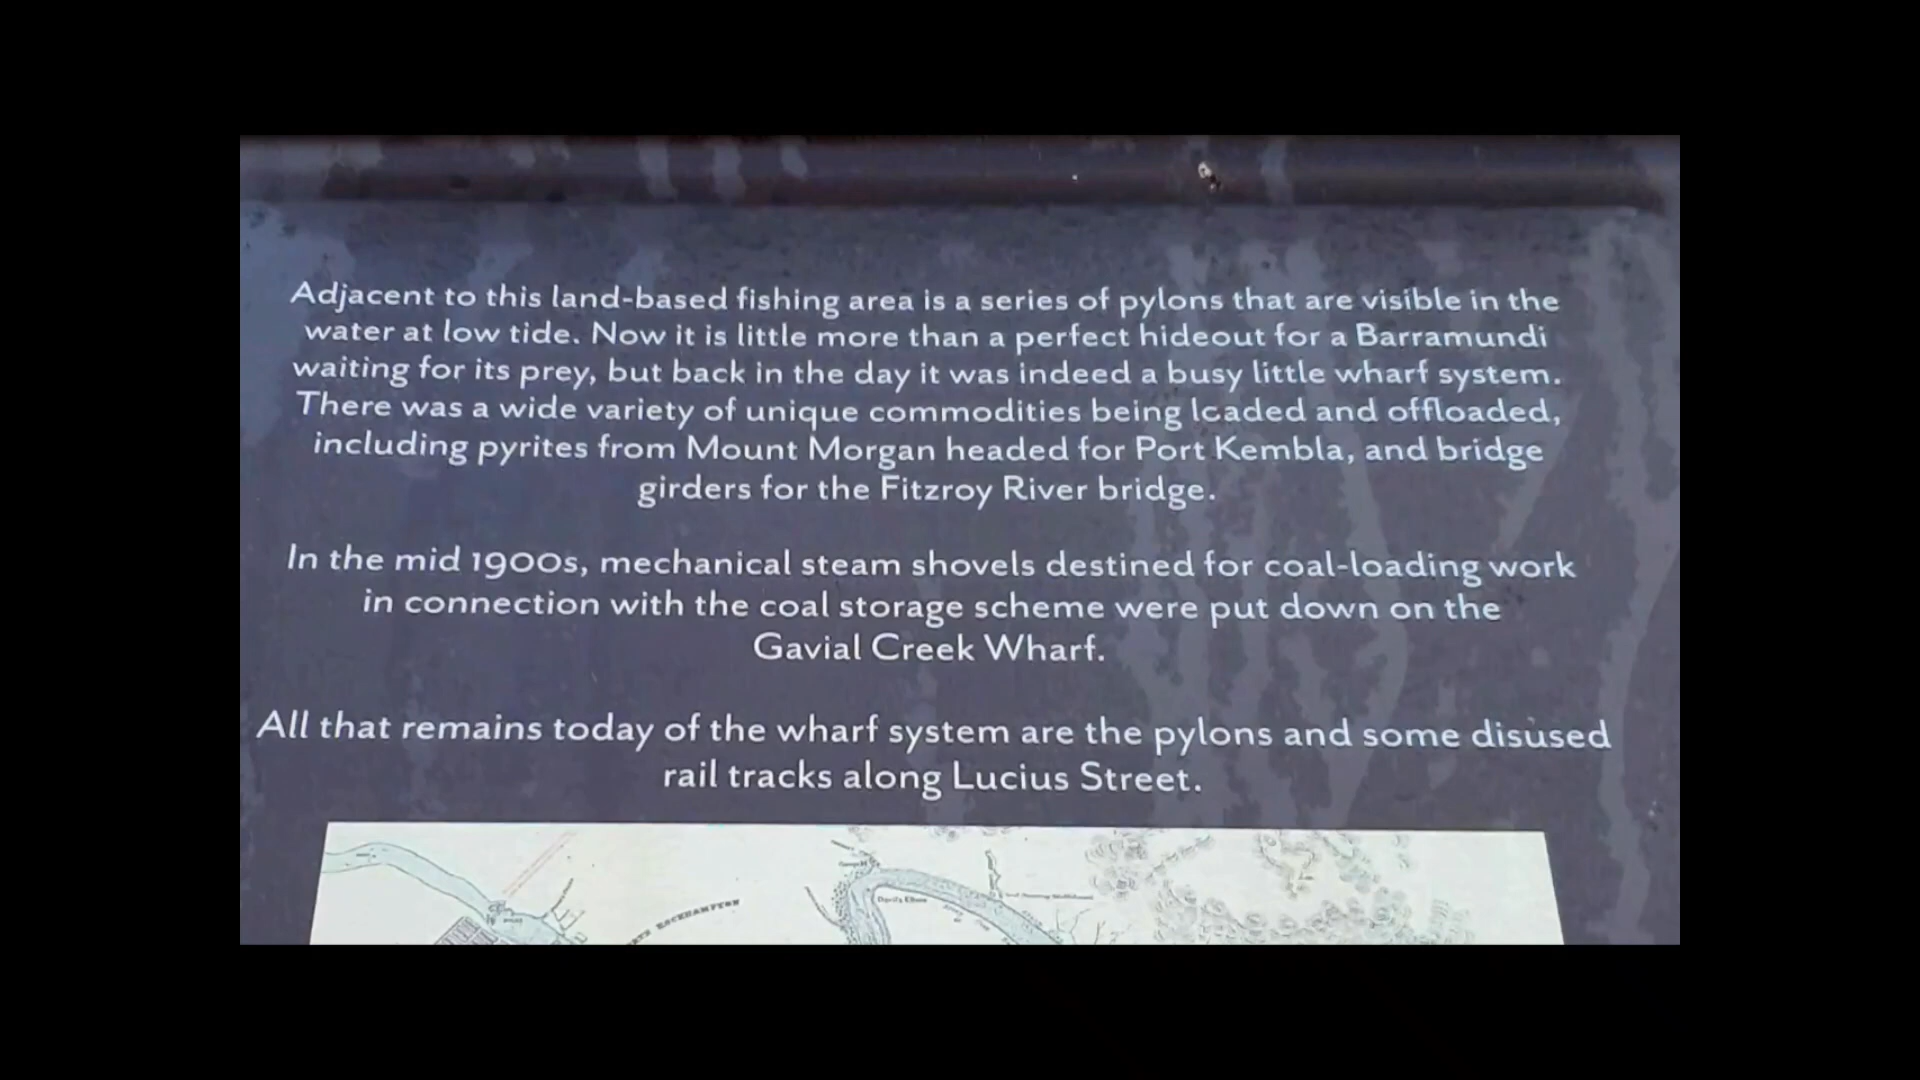 Adjacent to this land-based fishing area is a series of pylons that are visible in the
water at low tide. Now it is little more than a perfect hideout for a Barramundi
waiting for its prey, but back in the day it was indeed a busy little wharf system.
There was a wide variety of unique commodities being loaded and offloaded,
including pyrites from Mount Morgan headed for Port Kembla, and bridge
girders for the Fitzroy River bridge.
In the mid 1900s, mechanical steam shovels destined for coal-loading work
in connection with the coal storage scheme were put down on the
Gavial Creek Wharf.
All that remains today of the wharf system are the pylons and some disused
rail tracks along Lucius Street.
Devil's Elbow
ROCKHAMPTON